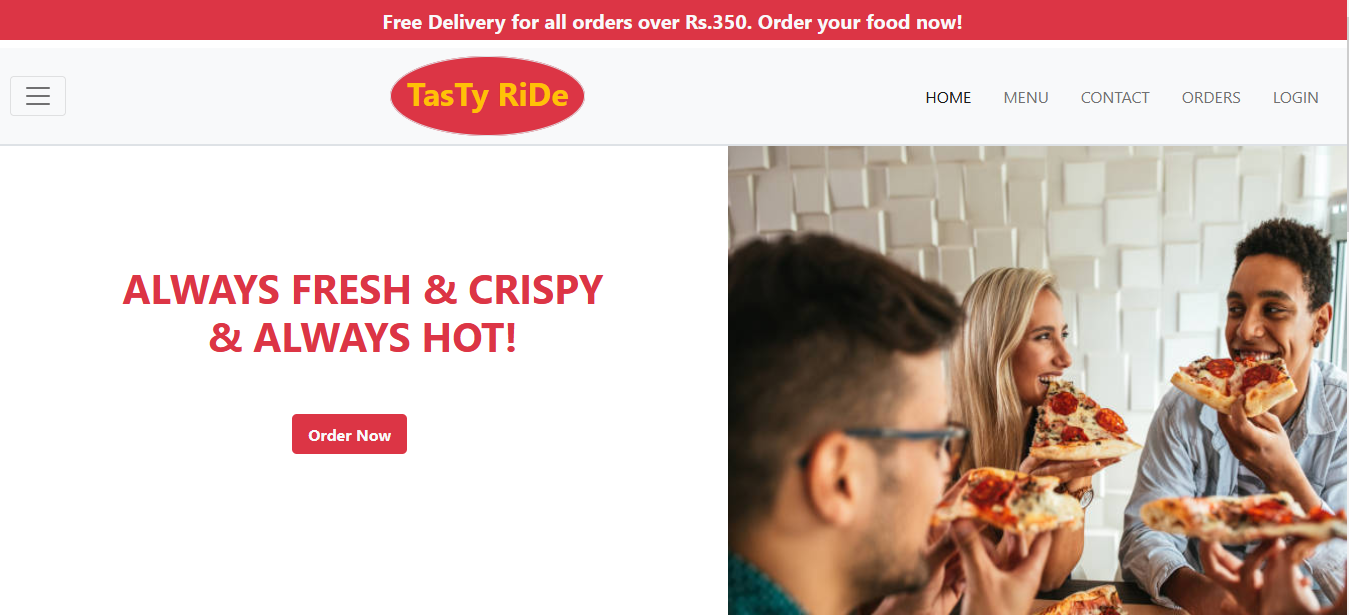 Free Delivery for all orders over Rs.350. Order your food now!
TasTy RiDe
HOME MENU CONTACT ORDERS LOGIN
ALWAYS FRESH & CRISPY
& ALWAYS HOT!
Order Now